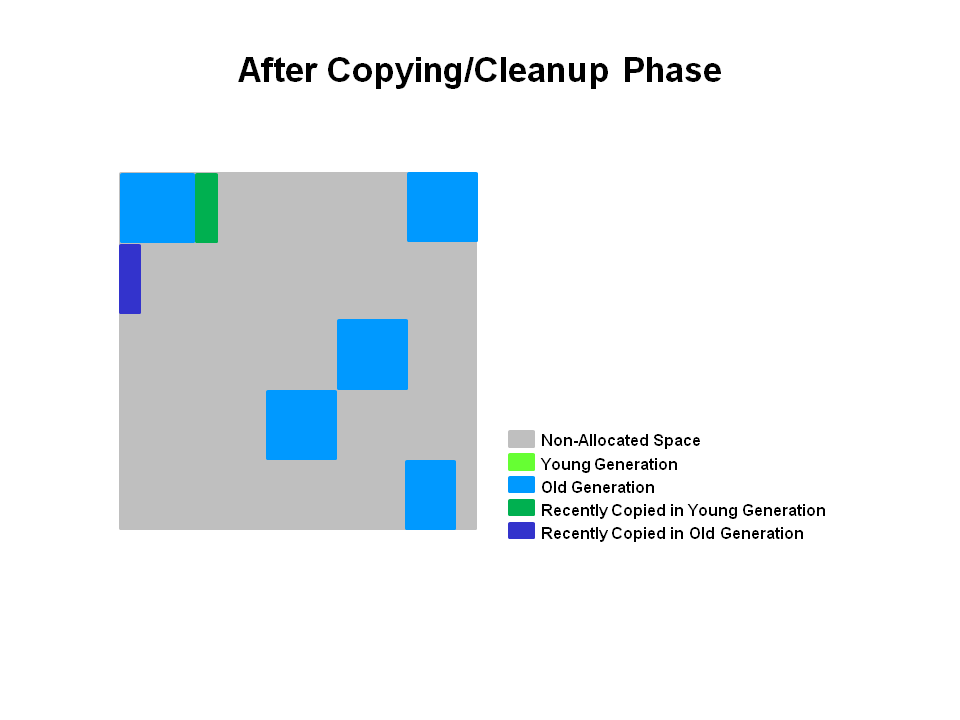 After Copying/Cleanup Phase
Non-Allocated Space
Young Generation
Old Generation
Recently Copied in Young Generation
Recently Copied in Old Generation